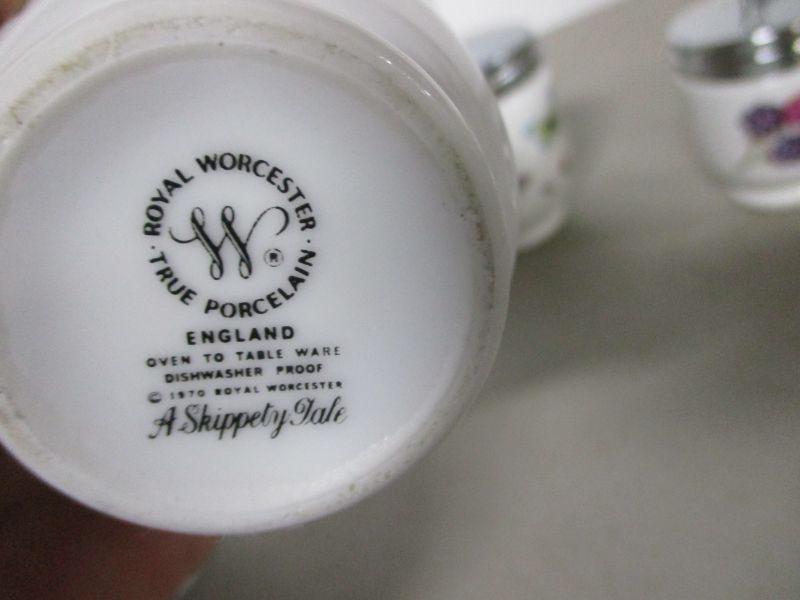 ROYAL WORCESTER
W ®
· TRUE PORCELAIN ·
ENGLAND
OVEN TO TABLE WARE
DISHWASHER PROOF
© 1970 ROYAL WORCESTER
A Skippety Tale